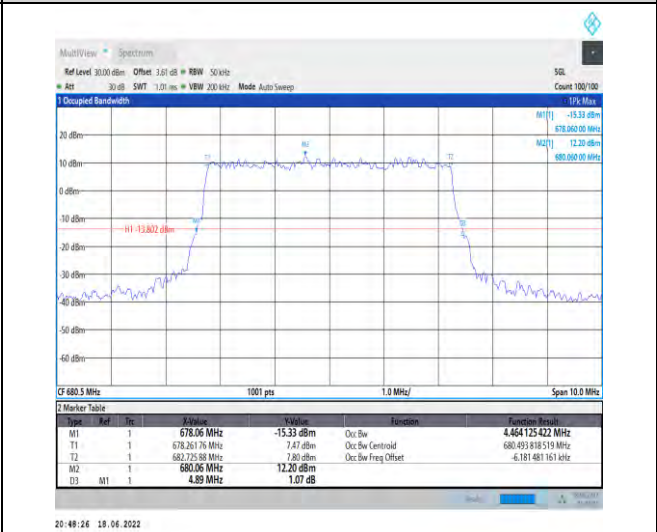 MultiView Spectrum
Ref Level 30.00 dBm Offset 3.61 dB RBW 50 kHz SGL
Att 30 dB SWT 1.01 ms VBW 200 kHz Mode Auto Sweep Count 100/100
1 Occupied Bandwidth 1Pk Max
M1[1] -15.33 dBm
678.060 00 MHz
M2[1] 12.20 dBm
680.060 00 MHz
20 dBm
M2
T1 T2
10 dBm
0 dBm
-10 dBm
M1
H1 -13.802 dBm
-20 dBm
-30 dBm
-40 dBm
-50 dBm
-60 dBm
CF 680.5 MHz 1001 pts 1.0 MHz/ Span 10.0 MHz
2 Marker Table
Type Ref Trc X-Value Y-Value Function Function Result
M1 1 678.06 MHz -15.33 dBm Occ Bw 4.464 125 422 MHz
T1 1 678.261 76 MHz 7.47 dBm Occ Bw Centroid 680.493 818 519 MHz
T2 1 682.725 88 MHz 7.80 dBm Occ Bw Freq Offset -6.181 481 161 kHz
M2 1 680.06 MHz 12.20 dBm
D3 M1 1 4.89 MHz 1.07 dB
20:48:26 18.06.2022